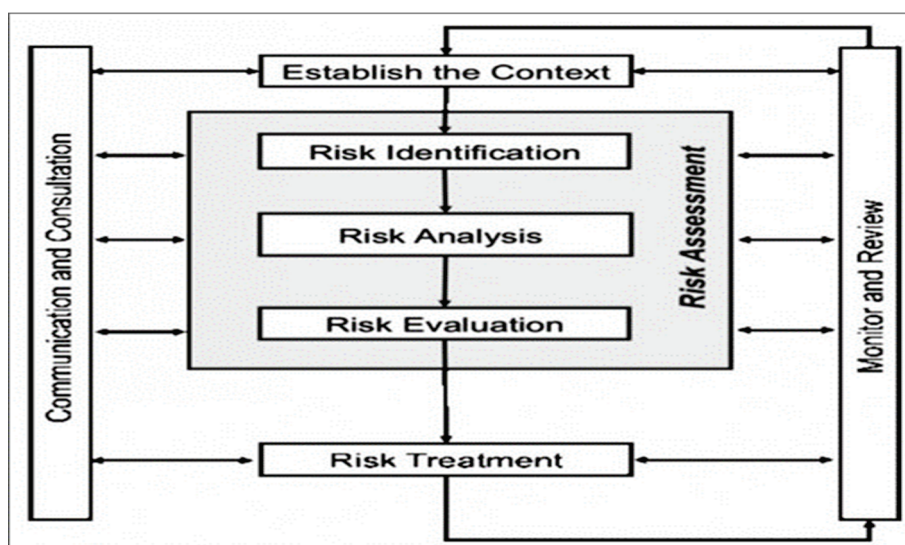 Establish the Context
Risk Identification
Risk Analysis
Risk Evaluation
Risk Assessment
Risk Treatment
Communication and Consultation
Monitor and Review